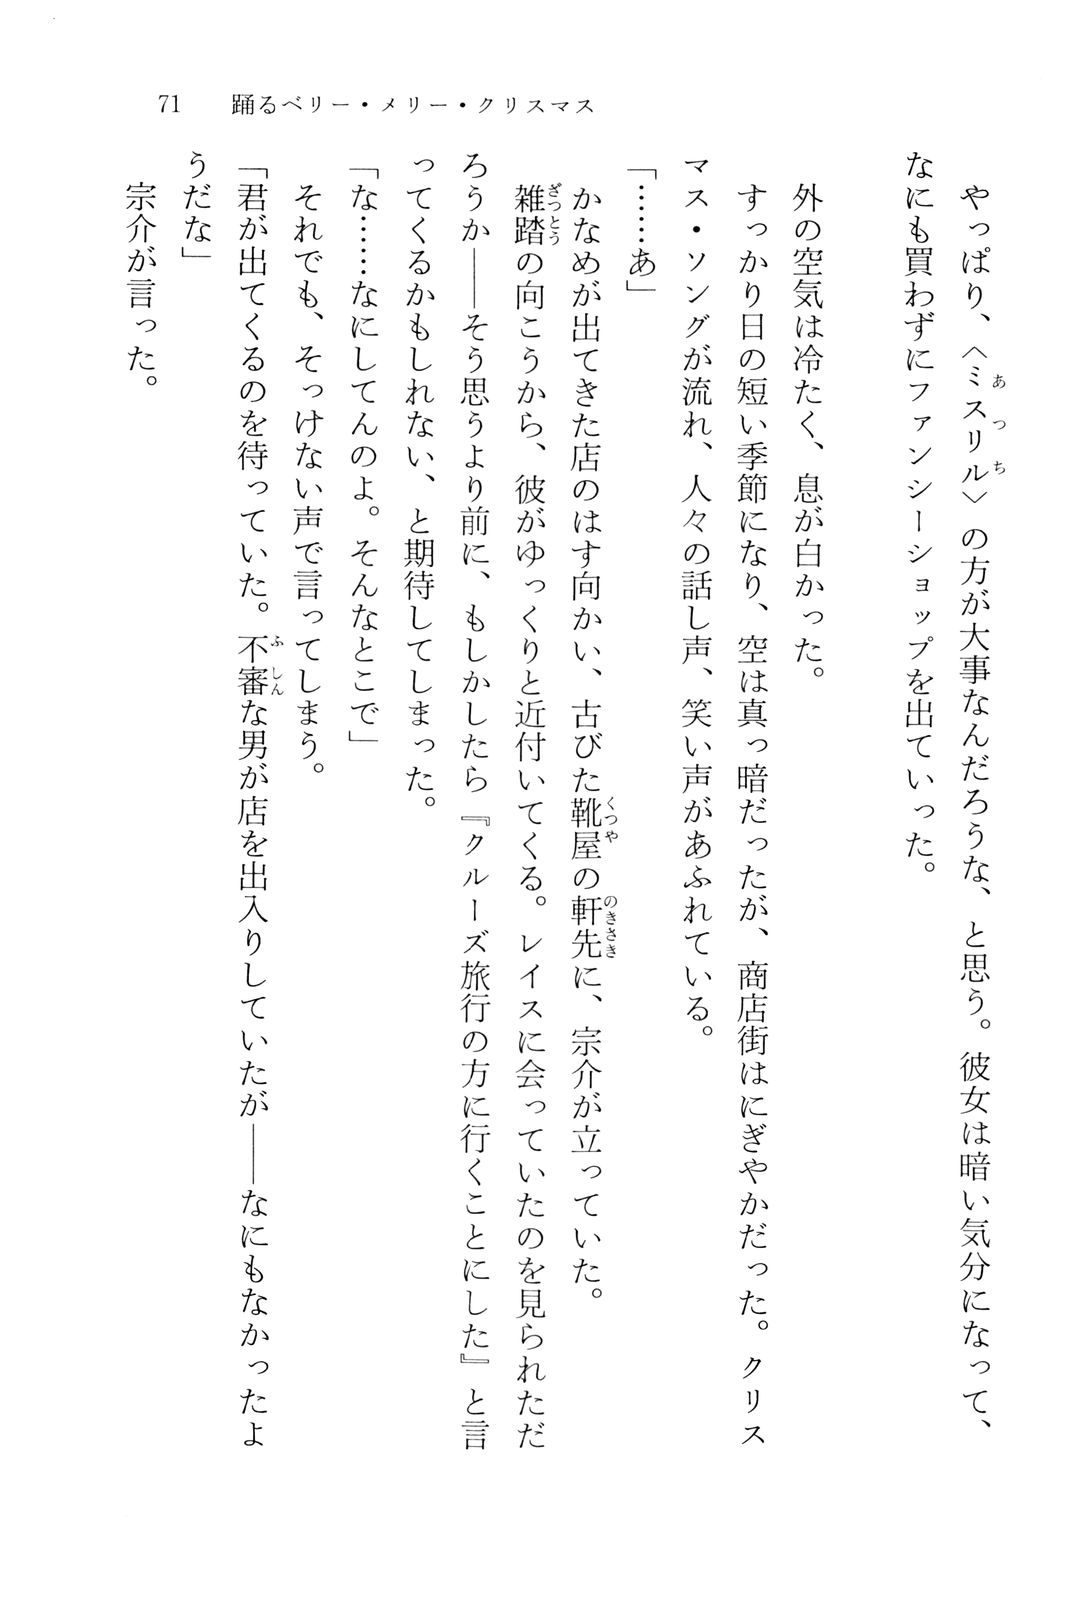 71　踊るベリー・メリー・クリスマス
やっぱり、〈ミスリル〉の方が大事なんだろうな、と思う。彼女は暗い気分になって、
あっち
なにも買わずにファンシーショップを出ていった。
外の空気は冷たく、息が白かった。
すっかり日の短い季節になり、空は真っ暗だったが、商店街はにぎやかだった。クリス
マス・ソングが流れ、人々の話し声、笑い声があふれている。
「……あ」
かなめが出てきた店のはす向かい、古びた靴屋の軒先に、宗介が立っていた。
くつや
のきさき
雑踏の向こうから、彼がゆっくりと近付いてくる。レイスに会っていたのを見られただ
ざっとう
ろうか――そう思うより前に、もしかしたら『クルーズ旅行の方に行くことにした』と言
ってくるかもしれない、と期待してしまった。
「な……なにしてんのよ。そんなとこで」
それでも、そっけない声で言ってしまう。
「君が出てくるのを待っていた。不審な男が店を出入りしていたが――なにもなかったよ
ふしん
うだな」
宗介が言った。